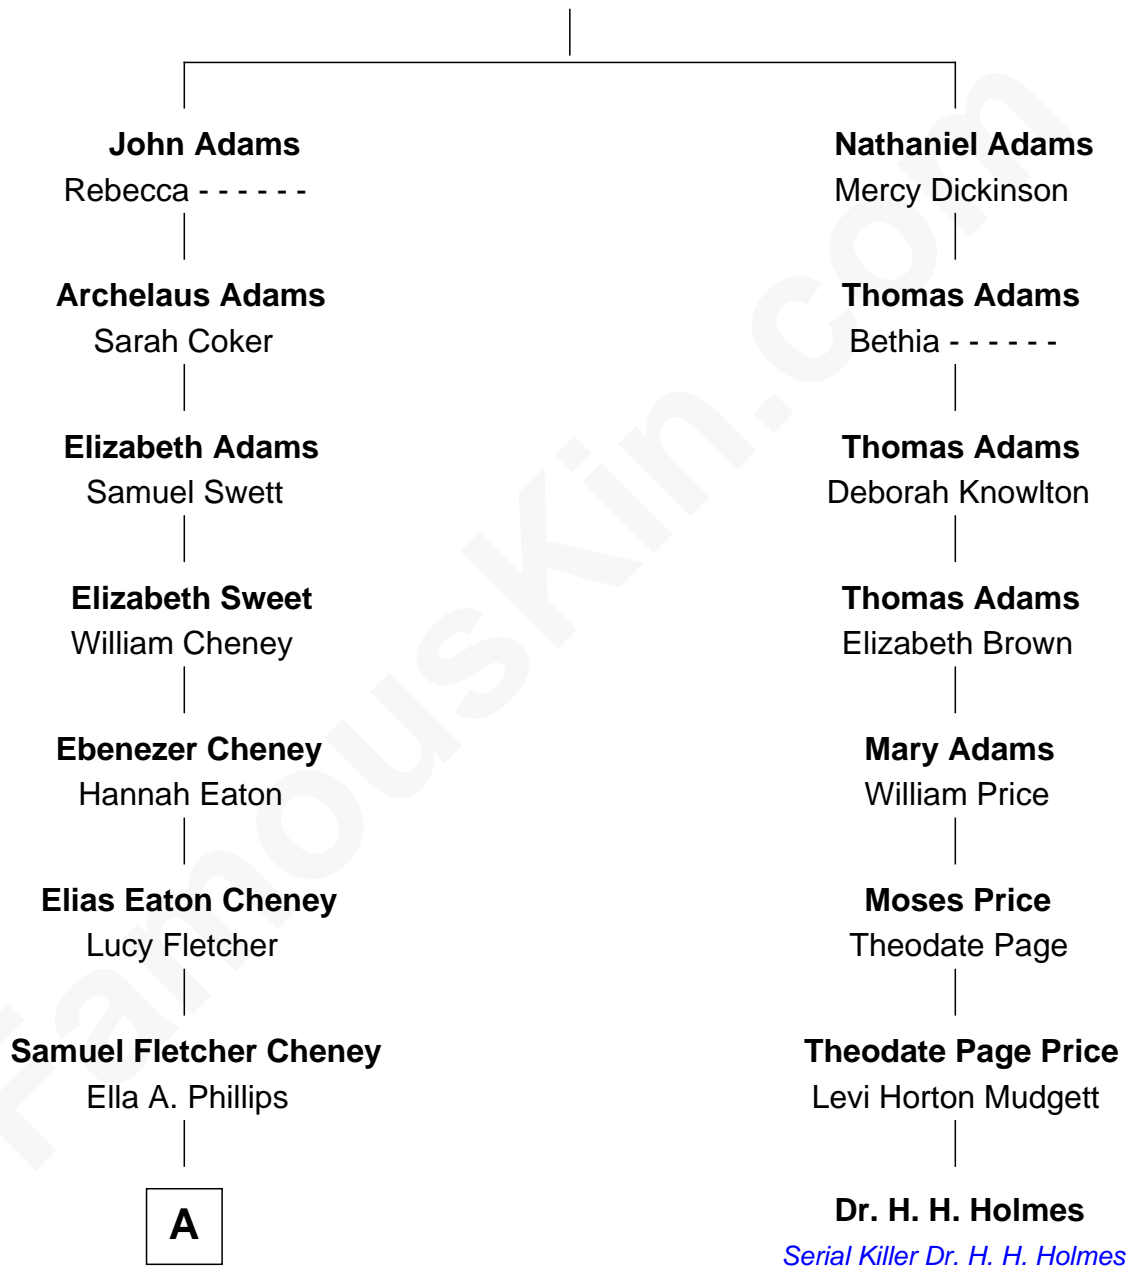 John Adams
Rebecca - - - - - -
Nathaniel Adams
Mercy Dickinson
Archelaus Adams
Sarah Coker
Thomas Adams
Bethia - - - - - -
Elizabeth Adams
Samuel Swett
Thomas Adams
Deborah Knowlton
Elizabeth Sweet
William Cheney
Thomas Adams
Elizabeth Brown
Ebenezer Cheney
Hannah Eaton
Mary Adams
William Price
Elias Eaton Cheney
Lucy Fletcher
Moses Price
Theodate Page
Samuel Fletcher Cheney
Ella A. Phillips
Theodate Page Price
Levi Horton Mudgett
A
Dr. H. H. Holmes
Serial Killer Dr. H. H. Holmes
FamousKin.com